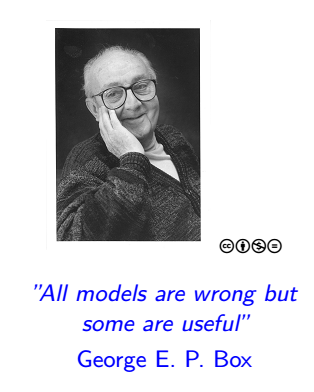 "All models are wrong but
some are useful"
George E. P. Box